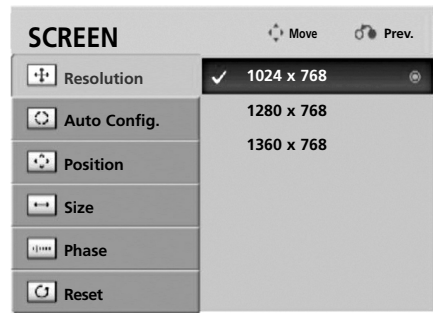 SCREEN Move Prev.
Resolution
Auto Config.
Position
Size
Phase
Reset
1024 x 768
1280 x 768
1360 x 768